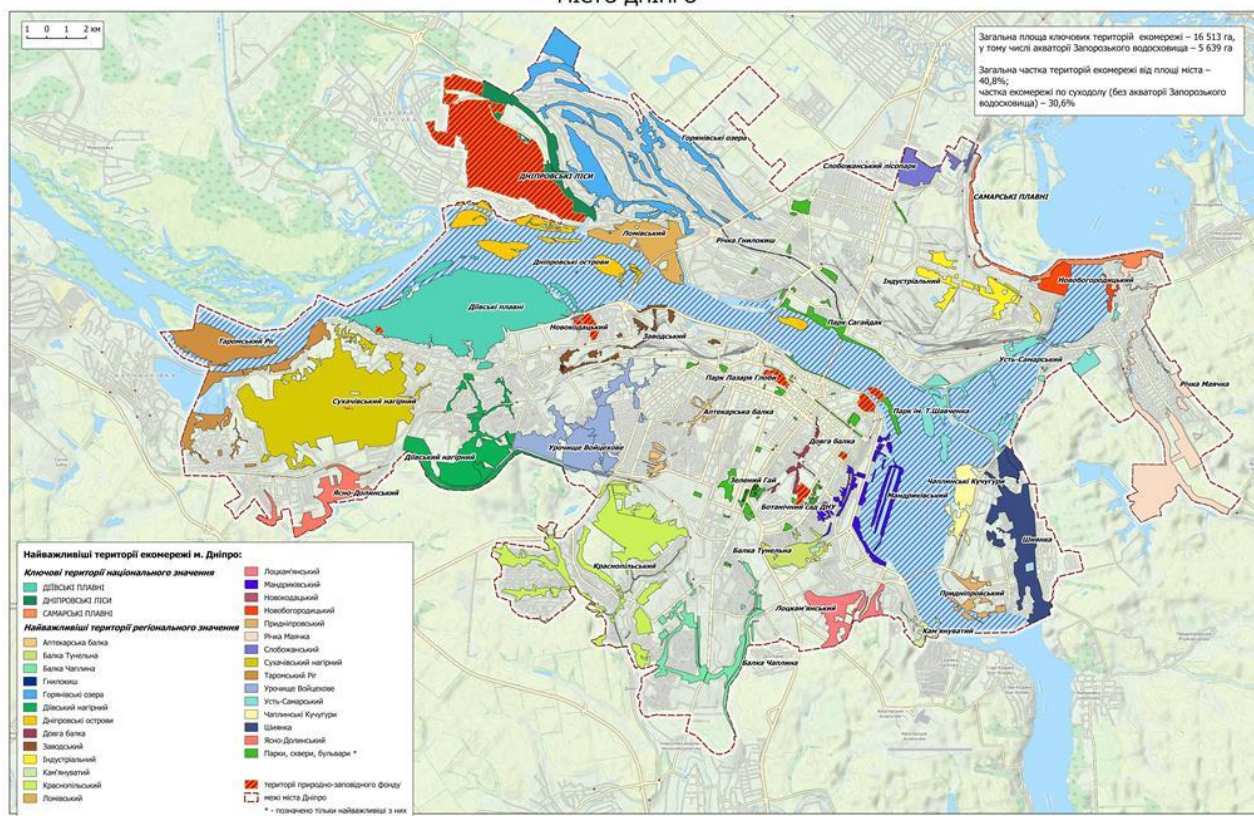 МІСТО ДНІПРО
1 0 1 2 км
Загальна площа ключових територій екомережі – 16 513 га,
у тому числі акваторії Запорозького водосховища – 5 639 га
Загальна частка територій екомережі від площі міста –
40,8%;
частка екомережі по суходолу (без акваторії Запорозького
водосховища) – 30,6%
Горянівські озера
Слобожанський лісопарк
ДНІПРОВСЬКІ ЛІСИ
САМАРСЬКІ ПЛАВНІ
Ломівський
Річка Гнилокиш
Дніпровські острови
Індустріальний
Новобогородицький
Діївські плавні
Новокодацький
Заводський
Парк Сагайдак
Таромський Ріг
Усть-Самарський
Річка Маячка
Парк Лазаря Глоби
Сухачівський нагірний
Аптекарська балка
Парк ім. Т.Шевченка
Урочище Войцехове
Довга балка
Діївський нагірний
Зелений Гай
Чаплинські Кучугури
Ясно-Долинський
Мандриківський
Ботанічний сад ДНУ
Шиянка
Балка Тунельна
Краснопільський
Придніпровський
Лоцкам'янський
Кам'януватий
Балка Чаплина
Найважливіші території екомережі м. Дніпро:
Ключові території національного значення
ДІЇВСЬКІ ПЛАВНІ
ДНІПРОВСЬКІ ЛІСИ
САМАРСЬКІ ПЛАВНІ
Найважливіші території регіонального значення
Аптекарська балка
Балка Тунельна
Балка Чаплина
Гнилокиш
Горянівські озера
Діївський нагірний
Дніпровські острови
Довга балка
Заводський
Індустріальний
Кам'януватий
Краснопільський
Ломівський
Лоцкам'янський
Мандриківський
Новокодацький
Новобогородицький
Придніпровський
Річка Маячка
Слобожанський
Сухачівський нагірний
Таромський Ріг
Урочище Войцехове
Усть-Самарський
Чаплинські Кучугури
Шиянка
Ясно-Долинський
Парки, сквери, бульвари *
території природно-заповідного фонду
межі міста Дніпро
* - позначено тільки найважливіші з них